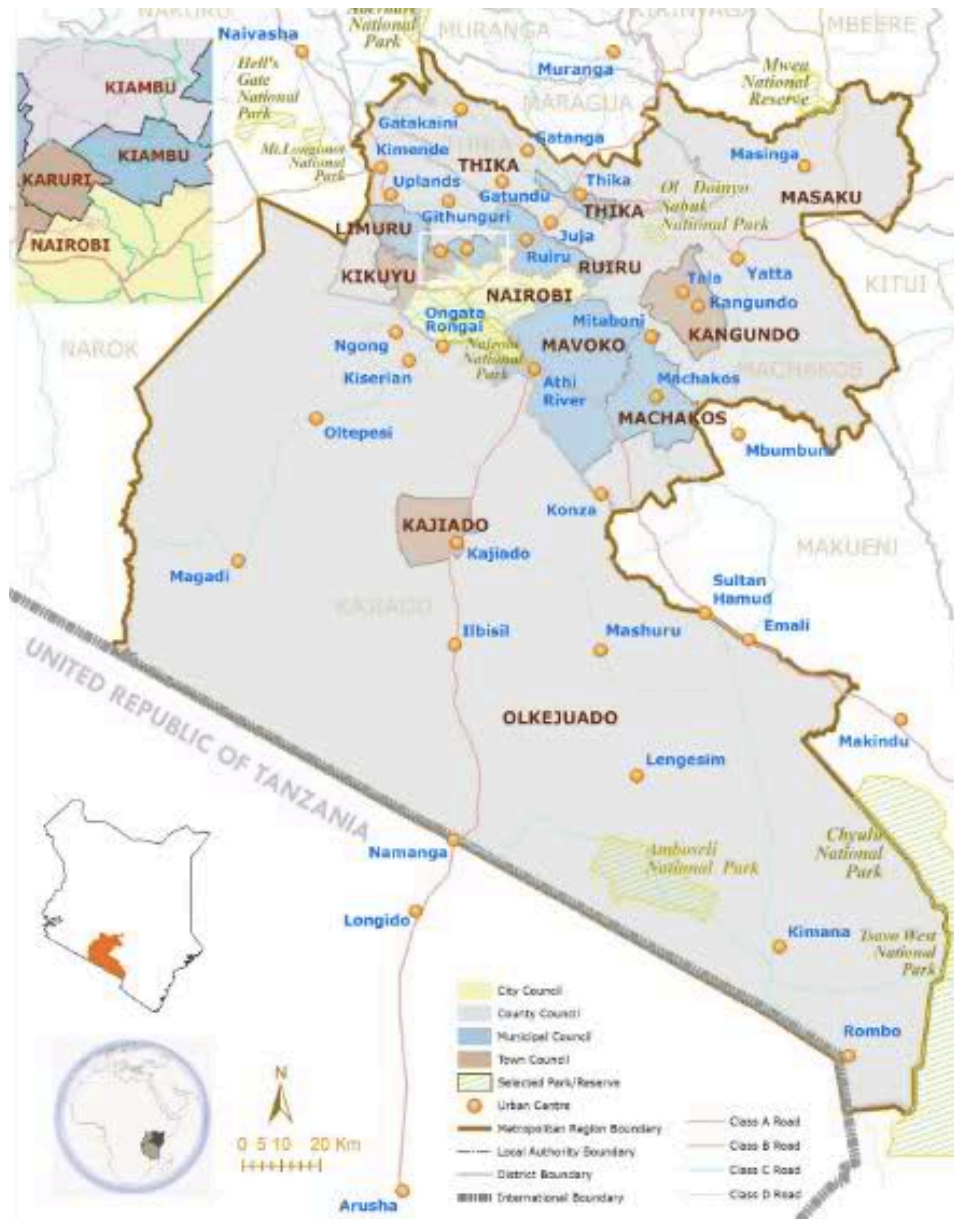 NAKURU
Naivasha
Aberdare
National
Park
MURANGA
Muranga
KIRINYAGA
MBEERE
Hell's
Gate
National
Park
Mwea
National
Reserve
MARAGUA
Mt.Longonot
National
Park
KIAMBU
KIAMBU
KARURI
NAIROBI
Gatakaini
Gatanga
Kimende
THIKA
THIKA
Uplands
Gatundu
Thika
Githunguri
THIKA
Masinga
MASAKU
Ol Doinyo
Sabuk
National Park
LIMURU
Juja
Ruiru
RUIRU
KIKUYU
NAIROBI
Yatta
KITUI
Tala
Kangundo
KANGUNDO
Ongata
Rongai
Nairobi
National
Park
Mitaboni
MAVOKO
NAROK
Ngong
Kiserian
Athi
River
Machakos
MACHAKOS
MACHAKOS
Oltepesi
Mbumbuni
Konza
KAJIADO
Kajiado
MAKUENI
Magadi
KAJIADO
Sultan
Hamud
Emali
Ilbisil
Mashuru
UNITED REPUBLIC OF TANZANIA
OLKEJUADO
Makindu
Lengesim
Namanga
Amboseli
National Park
Chyulu
National
Park
Longido
Kimana
Tsavo West
National
Park
Rombo
Arusha
N
0 5 10 20 Km
City Council
County Council
Municipal Council
Town Council
Selected Park/Reserve
Urban Centre
Metropolitan Region Boundary
Local Authority Boundary
District Boundary
International Boundary
Class A Road
Class B Road
Class C Road
Class D Road